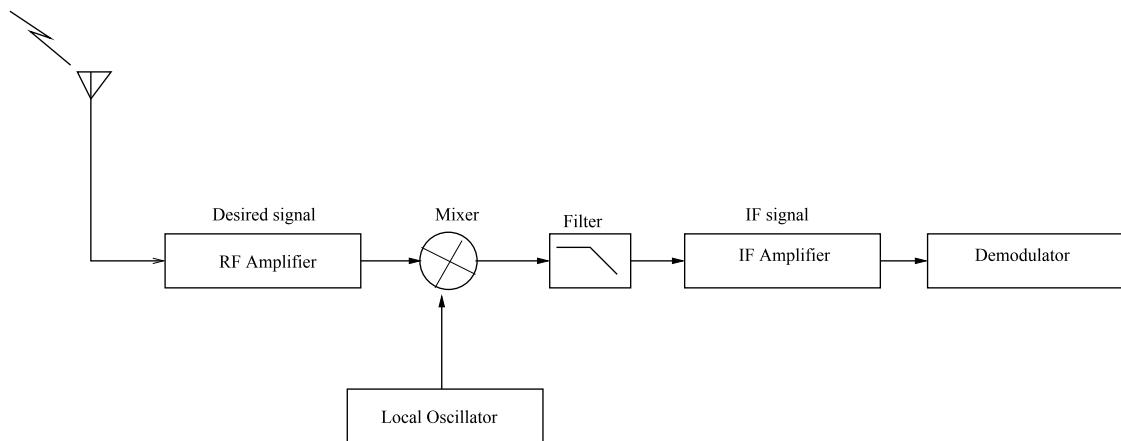 Desired signal
Mixer
Filter
IF signal
RF Amplifier
IF Amplifier
Demodulator
Local Oscillator